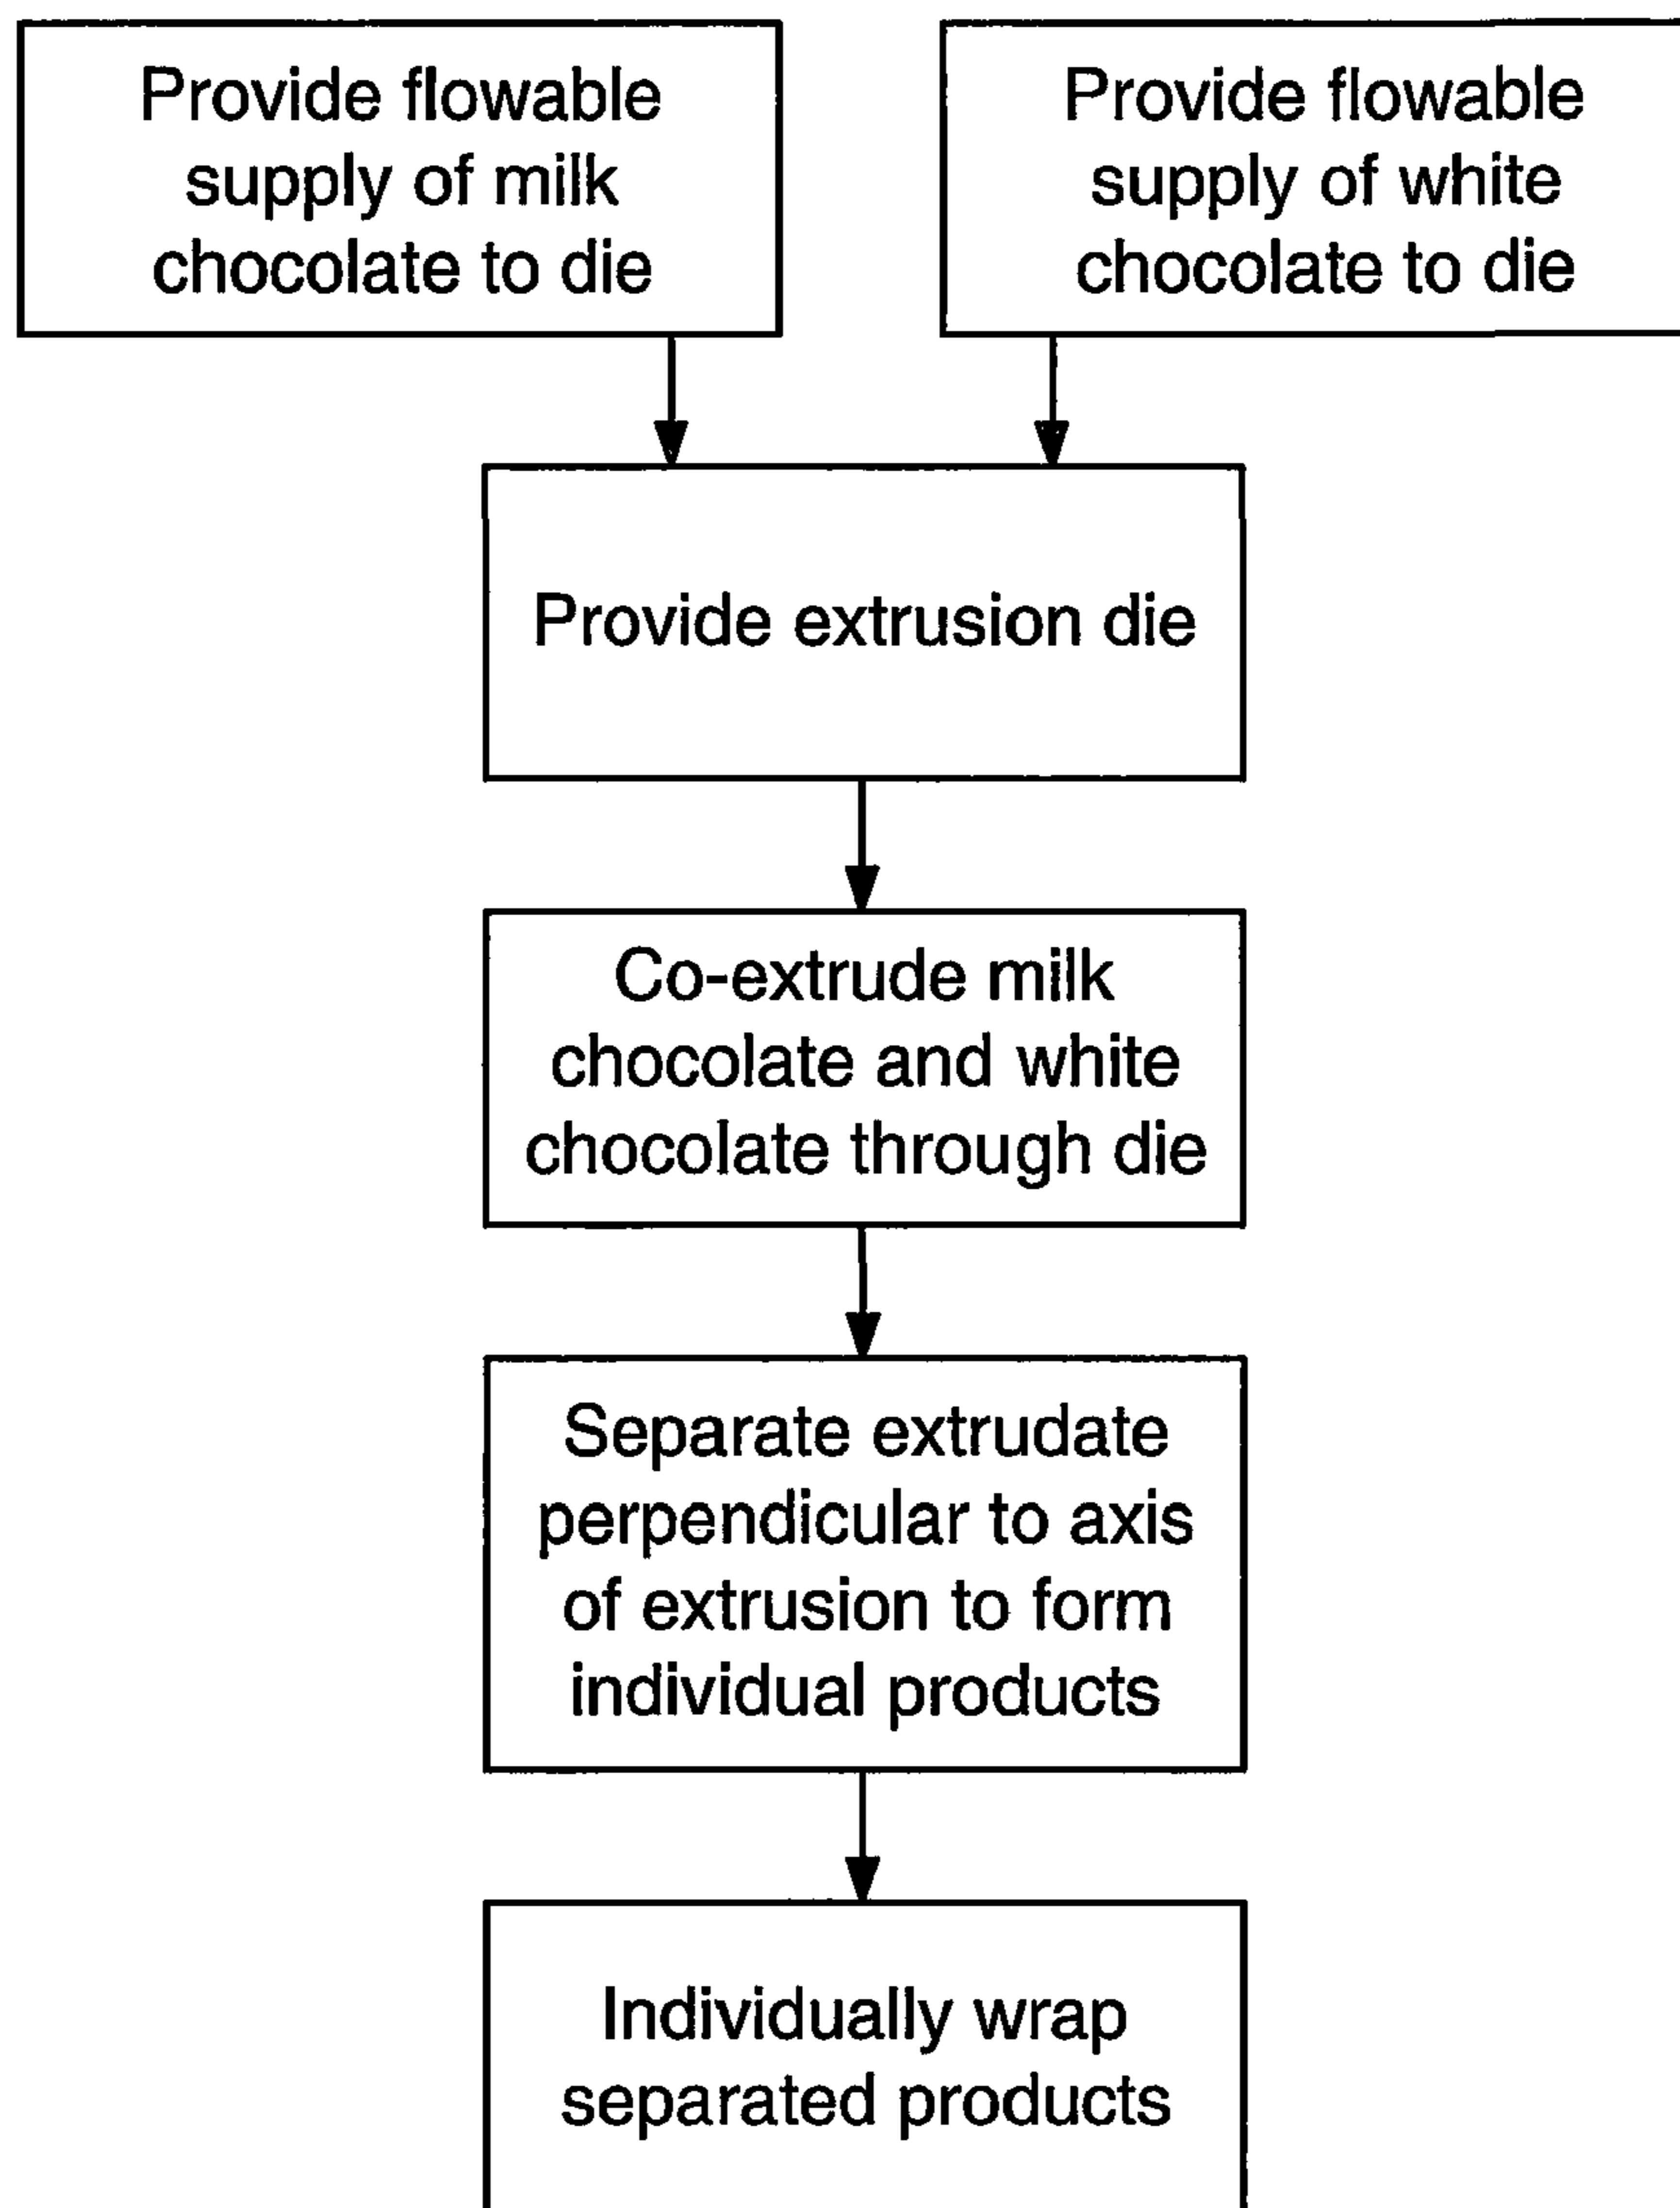 Provide flowable
supply of milk
chocolate to die
Provide flowable
supply of white
chocolate to die
Provide extrusion die
Co-extrude milk
chocolate and white
chocolate through die
Separate extrudate
perpendicular to axis
of extrusion to form
individual products
Individually wrap
separated products